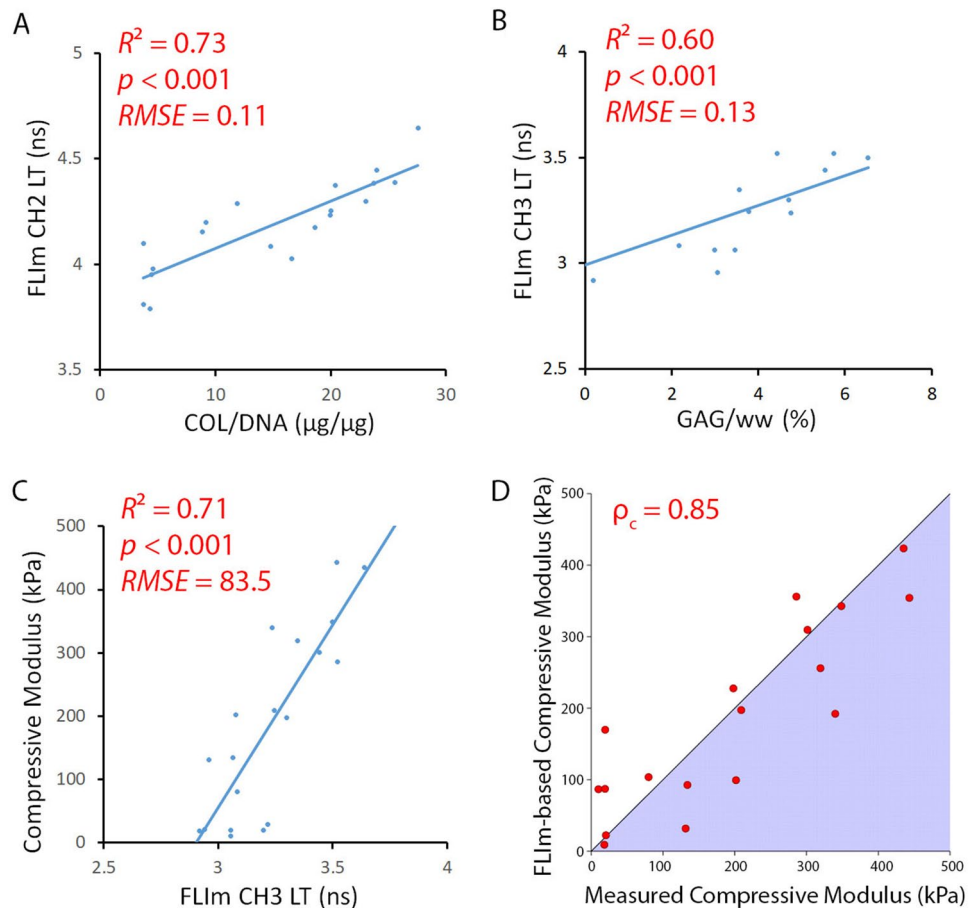 A
R² = 0.73
p < 0.001
RMSE = 0.11
FLIm CH2 LT (ns)
5
4.5
4
3.5
0
10
20
30
COL/DNA (µg/µg)
B
R² = 0.60
p < 0.001
RMSE = 0.13
FLIm CH3 LT (ns)
4
3.5
3
2.5
0
2
4
6
8
GAG/ww (%)
C
R² = 0.71
p < 0.001
RMSE = 83.5
Compressive Modulus (kPa)
500
400
300
200
100
0
2.5
3
3.5
4
FLIm CH3 LT (ns)
D
ρc = 0.85
FLIm-based Compressive Modulus (kPa)
500
400
300
200
100
0
0
100
200
300
400
500
Measured Compressive Modulus (kPa)